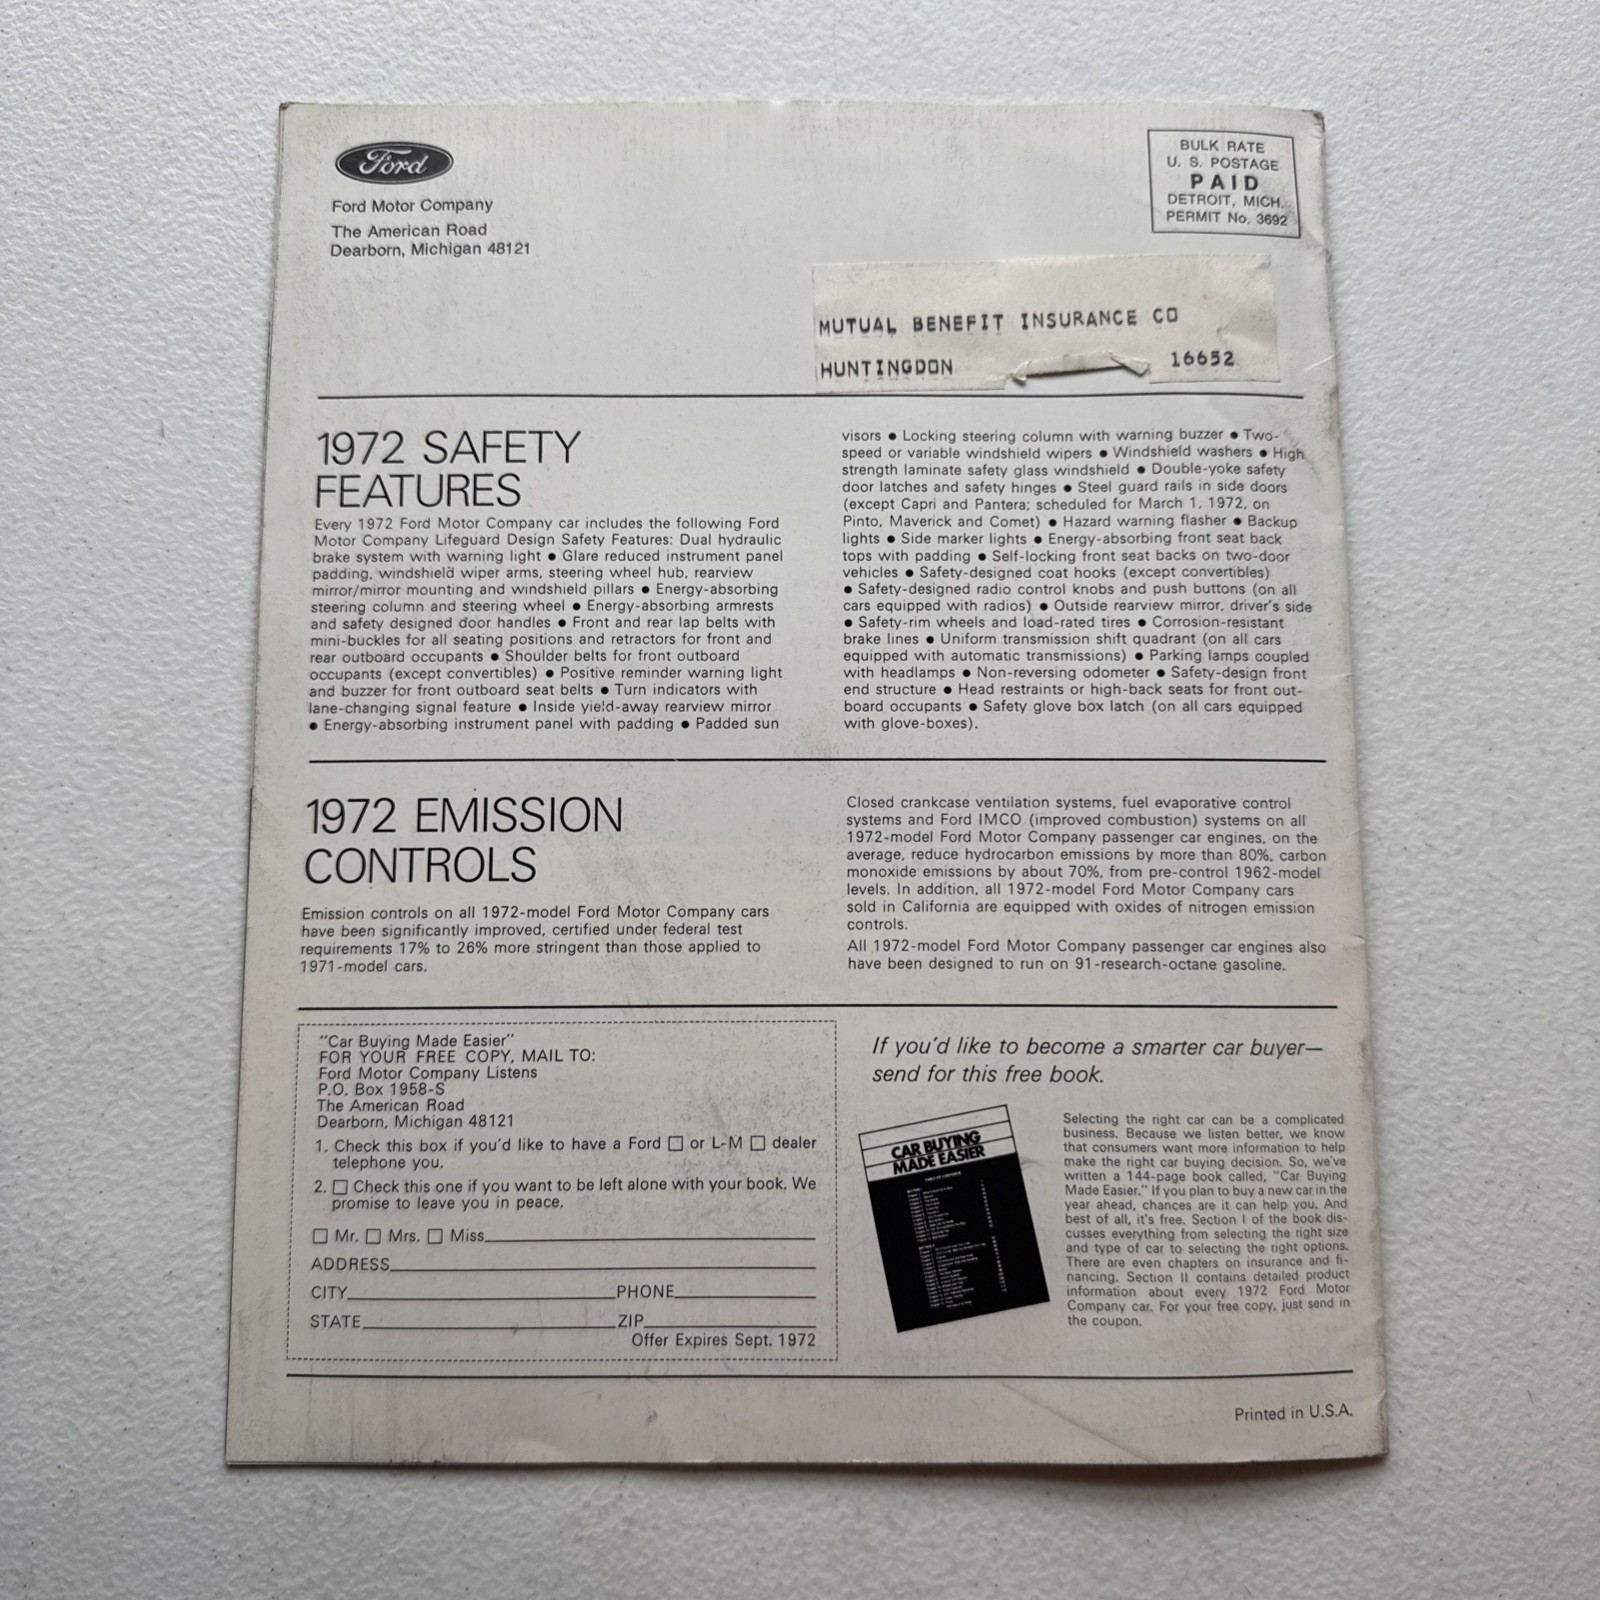 Ford
Ford Motor Company
The American Road
Dearborn, Michigan 48121
BULK RATE
U. S. POSTAGE
PAID
DETROIT, MICH.
PERMIT No. 3692
MUTUAL BENEFIT INSURANCE CO
HUNTINGDON 16652
1972 SAFETY
FEATURES
Every 1972 Ford Motor Company car includes the following Ford
Motor Company Lifeguard Design Safety Features: Dual hydraulic
brake system with warning light ● Glare reduced instrument panel
padding, windshield wiper arms, steering wheel hub, rearview
mirror/mirror mounting and windshield pillars ● Energy-absorbing
steering column and steering wheel ● Energy-absorbing armrests
and safety designed door handles ● Front and rear lap belts with
mini-buckles for all seating positions and retractors for front and
rear outboard occupants ● Shoulder belts for front outboard
occupants (except convertibles) ● Positive reminder warning light
and buzzer for front outboard seat belts ● Turn indicators with
lane-changing signal feature ● Inside yield-away rearview mirror
● Energy-absorbing instrument panel with padding ● Padded sun
visors ● Locking steering column with warning buzzer ● Two-
speed or variable windshield wipers ● Windshield washers ● High
strength laminate safety glass windshield ● Double-yoke safety
door latches and safety hinges ● Steel guard rails in side doors
(except Capri and Pantera; scheduled for March 1, 1972, on
Pinto, Maverick and Comet) ● Hazard warning flasher ● Backup
lights ● Side marker lights ● Energy-absorbing front seat back
tops with padding ● Self-locking front seat backs on two-door
vehicles ● Safety-designed coat hooks (except convertibles)
● Safety-designed radio control knobs and push buttons (on all
cars equipped with radios) ● Outside rearview mirror, driver's side
● Safety-rim wheels and load-rated tires ● Corrosion-resistant
brake lines ● Uniform transmission shift quadrant (on all cars
equipped with automatic transmissions) ● Parking lamps coupled
with headlamps ● Non-reversing odometer ● Safety-design front
end structure ● Head restraints or high-back seats for front out-
board occupants ● Safety glove box latch (on all cars equipped
with glove-boxes).
1972 EMISSION
CONTROLS
Emission controls on all 1972-model Ford Motor Company cars
have been significantly improved, certified under federal test
requirements 17% to 26% more stringent than those applied to
1971-model cars.
Closed crankcase ventilation systems, fuel evaporative control
systems and Ford IMCO (improved combustion) systems on all
1972-model Ford Motor Company passenger car engines, on the
average, reduce hydrocarbon emissions by more than 80%, carbon
monoxide emissions by about 70%, from pre-control 1962-model
levels. In addition, all 1972-model Ford Motor Company cars
sold in California are equipped with oxides of nitrogen emission
controls.
All 1972-model Ford Motor Company passenger car engines also
have been designed to run on 91-research-octane gasoline.
"Car Buying Made Easier"
FOR YOUR FREE COPY, MAIL TO:
Ford Motor Company Listens
P.O. Box 1958-S
The American Road
Dearborn, Michigan 48121
1. Check this box if you'd like to have a Ford □ or L-M □ dealer
telephone you.
2. □ Check this one if you want to be left alone with your book. We
promise to leave you in peace.
□ Mr. □ Mrs. □ Miss
ADDRESS
CITY PHONE
STATE ZIP
Offer Expires Sept. 1972
If you'd like to become a smarter car buyer—
send for this free book.
CAR BUYING
MADE EASIER
TABLE OF CONTENTS
Selecting the right car can be a complicated
business. Because we listen better, we know
that consumers want more information to help
make the right car buying decision. So, we've
written a 144-page book called, "Car Buying
Made Easier." If you plan to buy a new car in the
year ahead, chances are it can help you. And
best of all, it's free. Section I of the book dis-
cusses everything from selecting the right size
and type of car to selecting the right options.
There are even chapters on insurance and fi-
nancing. Section II contains detailed product
information about every 1972 Ford Motor
Company car. For your free copy, just send in
the coupon.
Printed in U.S.A.